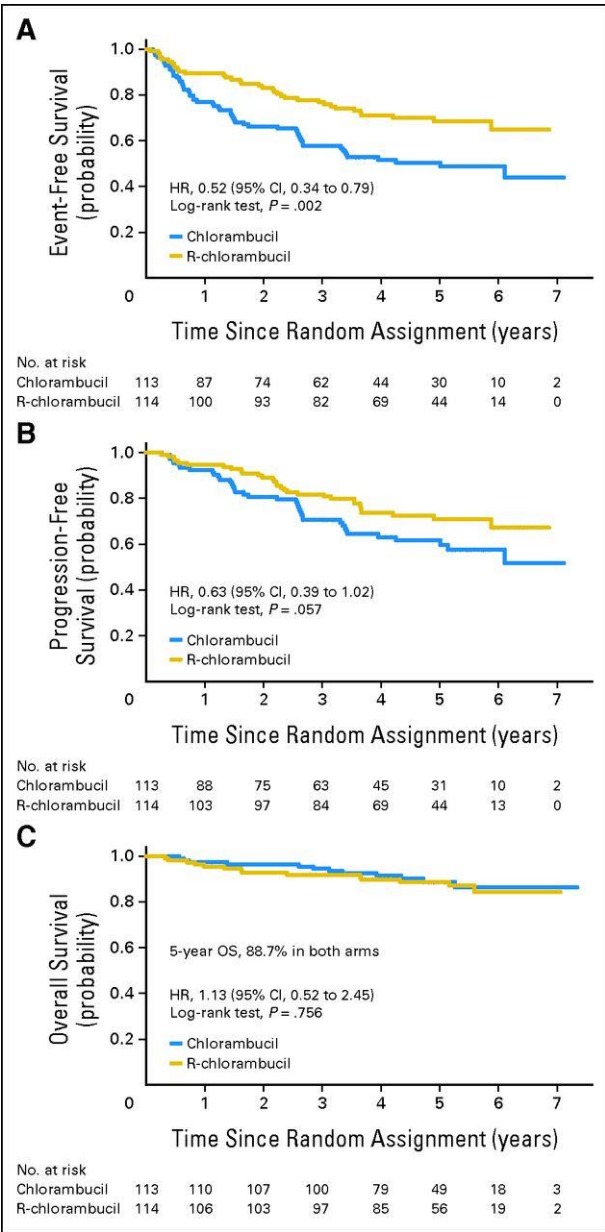 A
Event-Free Survival
(probability)
1.0
0.8
0.6
0.4
0.2
HR, 0.52 (95% CI, 0.34 to 0.79)
Log-rank test, P = .002
Chlorambucil
R-chlorambucil
0 1 2 3 4 5 6 7
Time Since Random Assignment (years)
No. at risk
Chlorambucil 113 87 74 62 44 30 10 2
R-chlorambucil 114 100 93 82 69 44 14 0
B
Progression-Free
Survival (probability)
1.0
0.8
0.6
0.4
0.2
HR, 0.63 (95% CI, 0.39 to 1.02)
Log-rank test, P = .057
Chlorambucil
R-chlorambucil
0 1 2 3 4 5 6 7
Time Since Random Assignment (years)
No. at risk
Chlorambucil 113 88 75 63 45 31 10 2
R-chlorambucil 114 103 97 84 69 44 13 0
C
Overall Survival
(probability)
1.0
0.8
0.6
0.4
0.2
5-year OS, 88.7% in both arms
HR, 1.13 (95% CI, 0.52 to 2.45)
Log-rank test, P = .756
Chlorambucil
R-chlorambucil
0 1 2 3 4 5 6 7
Time Since Random Assignment (years)
No. at risk
Chlorambucil 113 110 107 100 79 49 18 3
R-chlorambucil 114 106 103 97 85 56 19 2